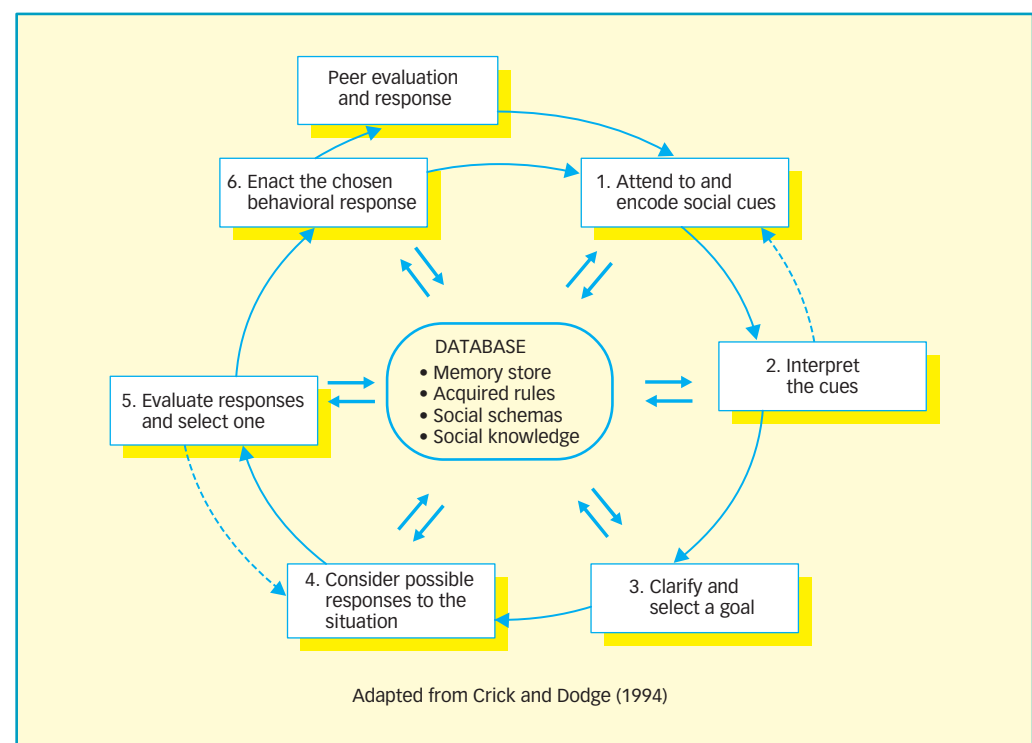 Peer evaluation
and response
6. Enact the chosen
behavioral response
1. Attend to and
encode social cues
2. Interpret
the cues
DATABASE
• Memory store
• Acquired rules
• Social schemas
• Social knowledge
5. Evaluate responses
and select one
4. Consider possible
responses to the
situation
3. Clarify and
select a goal
Adapted from Crick and Dodge (1994)